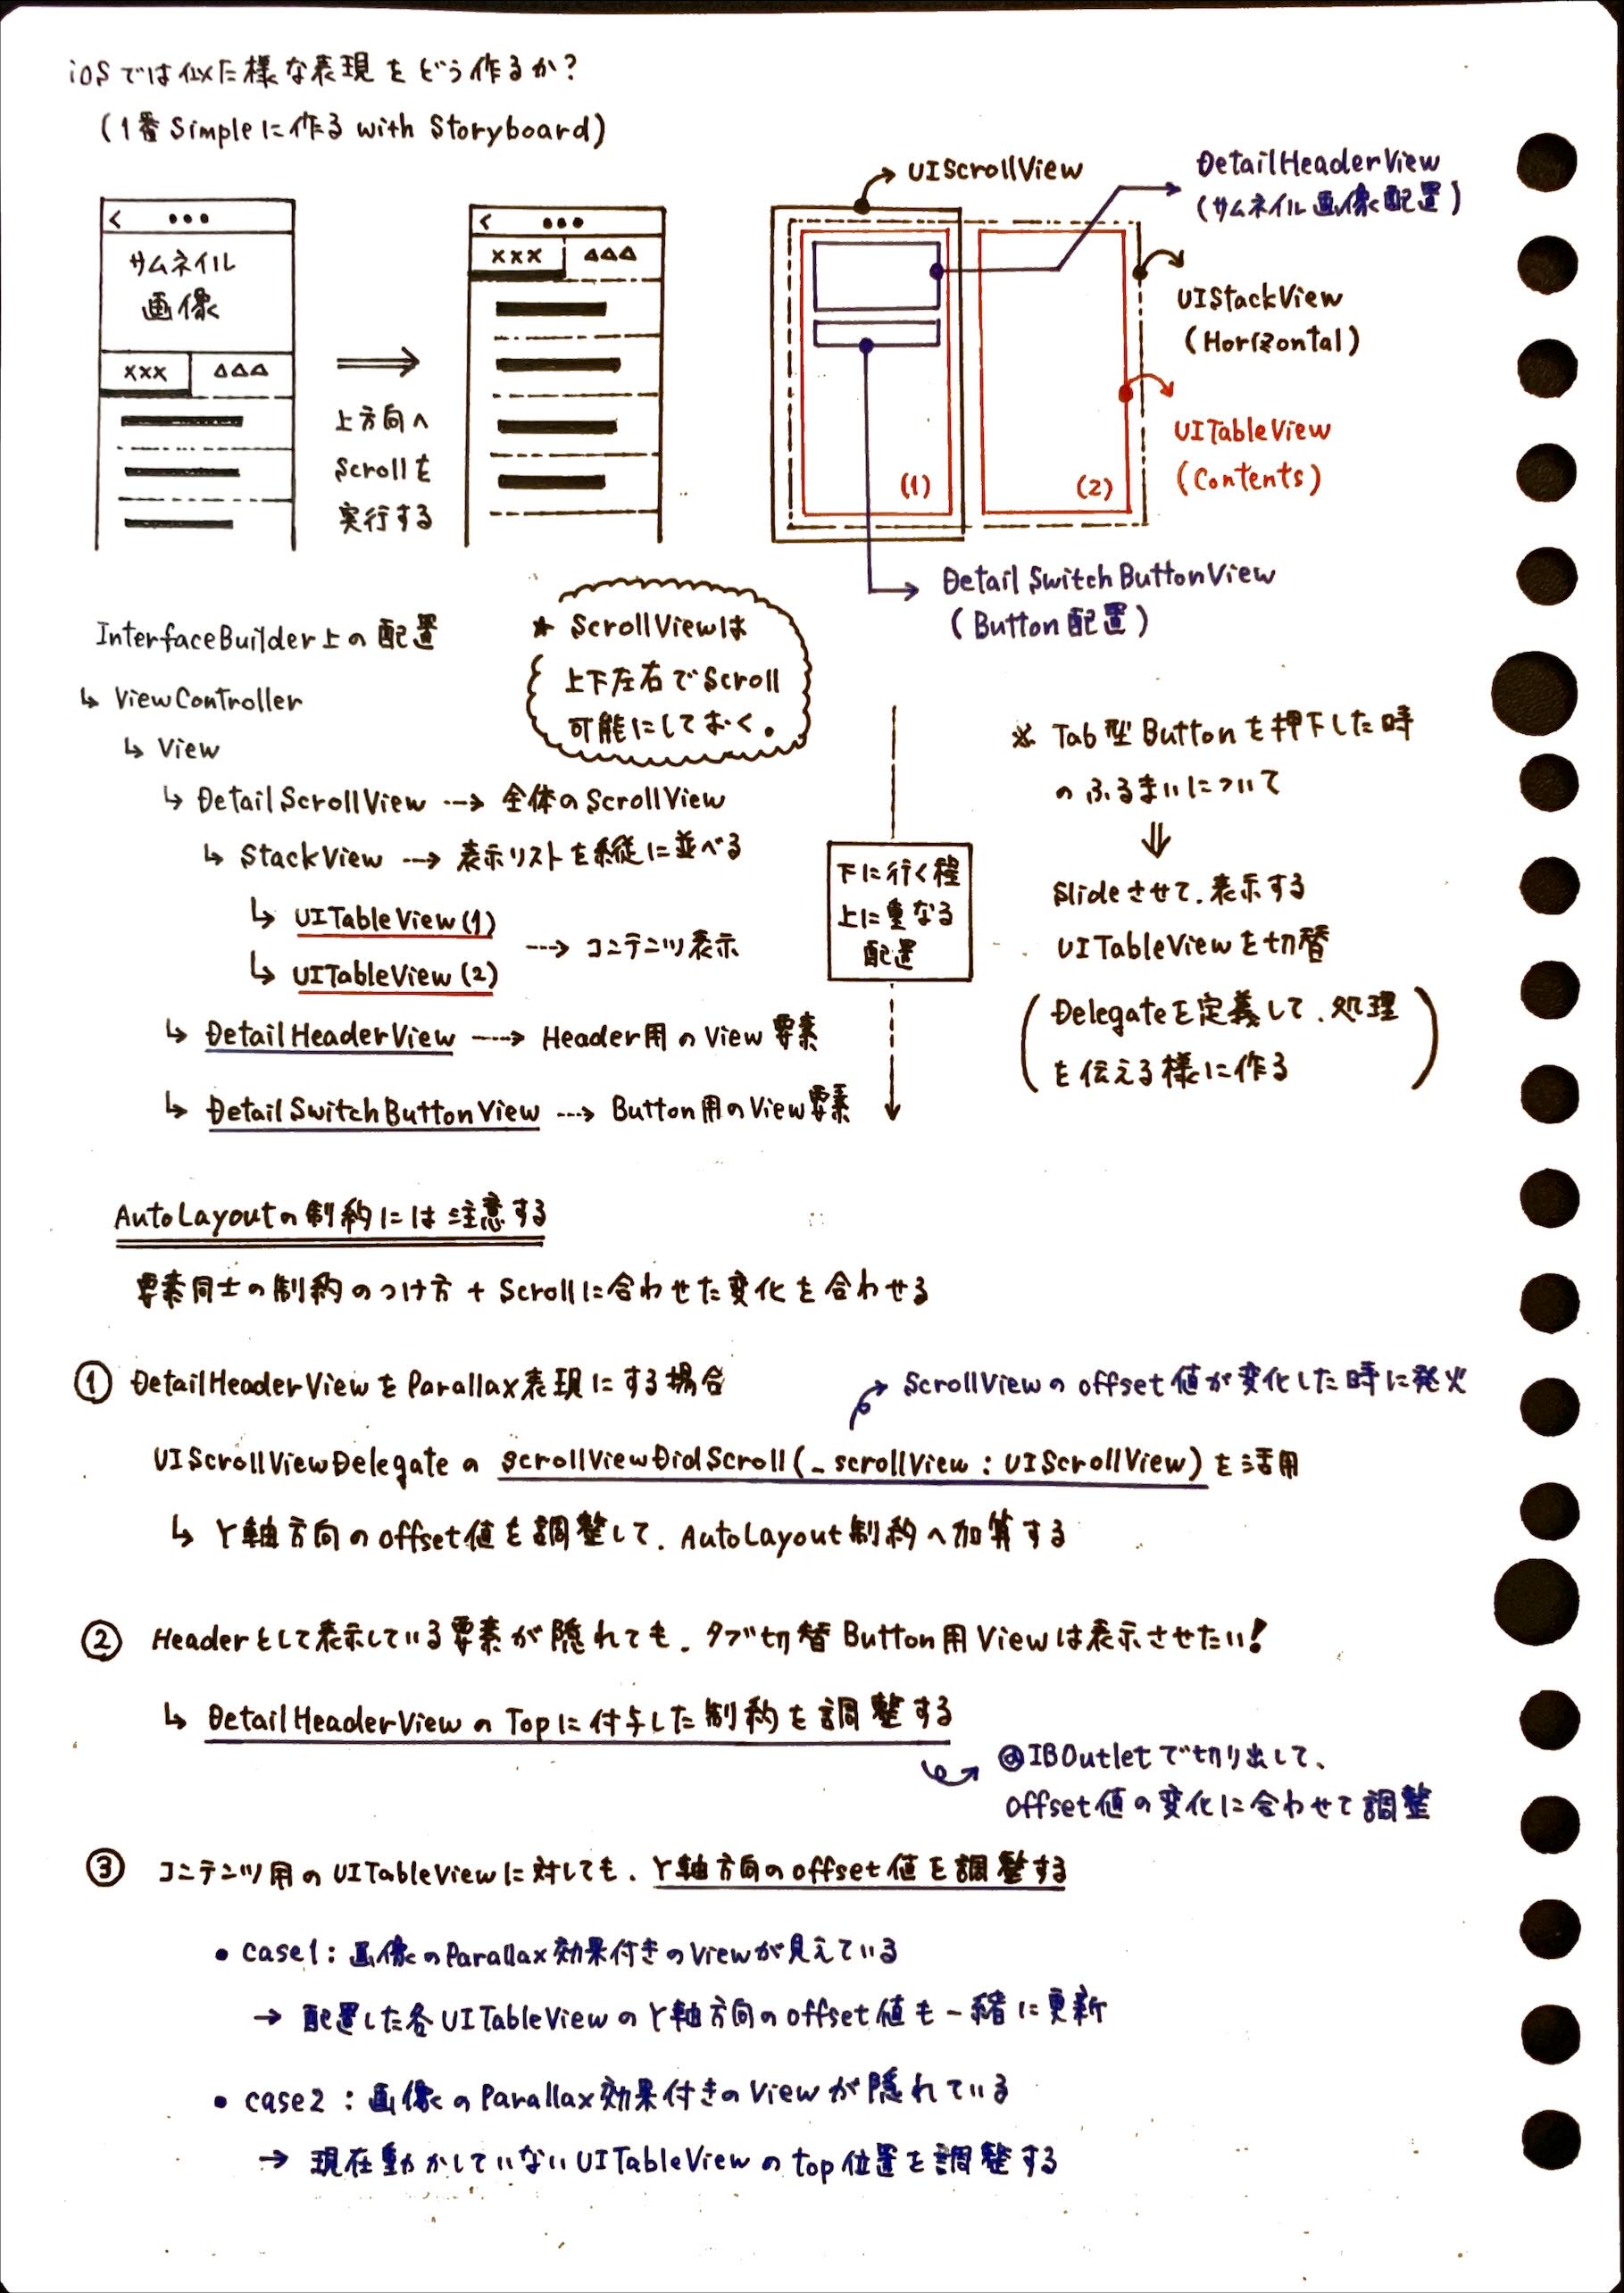 iOSでは似た様な表現をどう作るか?
(1番Simpleに作る with Storyboard)
<
•••
サムネイル
画像
×××
△△△
⇒
上方向へ
Scrollを
実行する
<
•••
×××
△△△
UIScrollView
DetailHeaderView
(サムネイル画像配置)
UIStackView
(Horizontal)
UITableView
(Contents)
(1)
(2)
DetailSwitchButtonView
(Button配置)
★ ScrollViewは
上下左右でScroll
可能にしておく。
InterfaceBuilder上の配置
↳ ViewController
↳ View
↳ DetailScrollView --→ 全体のScrollView
↳ StackView --→ 表示リストを縦に並べる
↳ UITableView(1)
↳ UITableView(2)
---→ コンテンツ表示
↳ DetailHeaderView ----→ Header用のView要素
↳ DetailSwitchButtonView ---→ Button用のView要素
下に行く程
上に重なる
配置
※ Tab型Buttonを押下した時
のふるまいについて
⇓
Slideさせて、表示する
UITableViewを切替
(Delegateを定義して、処理
を伝える様に作る)
AutoLayoutの制約には注意する
要素同士の制約のつけ方 + Scrollに合わせた変化を合わせる
① DetailHeaderViewをParallax表現にする場合
ScrollViewのoffset値が変化した時に発火
UIScrollViewDelegateの scrollViewDidScroll(_ scrollView : UIScrollView)を活用
↳ Y軸方向のoffset値を調整して、AutoLayout制約へ加算する
② Headerとして表示している要素が隠れても、タブ切替Button用Viewは表示させたい!
↳ DetailHeaderViewのTopに付与した制約を調整する
@IBOutletで切り出して、
offset値の変化に合わせて調整
③ コンテンツ用のUITableViewに対しても、Y軸方向のoffset値を調整する
• case1 : 画像のParallax効果付きのViewが見えている
→ 配置した各UITableViewのY軸方向のoffset値も一緒に更新
• case2 : 画像のParallax効果付きのViewが隠れている
→ 現在動かしていないUITableViewのtop位置を調整する